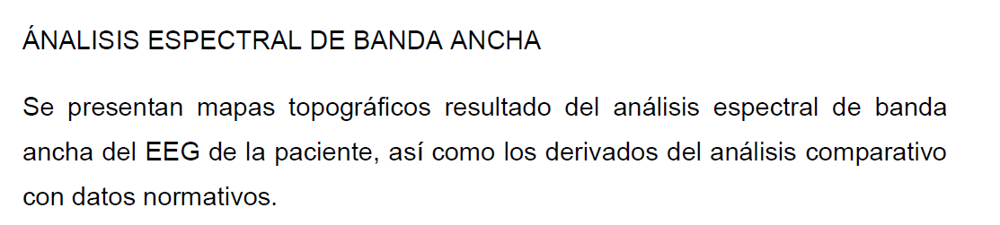 ÁNALISIS ESPECTRAL DE BANDA ANCHA
Se presentan mapas topográficos resultado del análisis espectral de banda
ancha del EEG de la paciente, así como los derivados del análisis comparativo
con datos normativos.